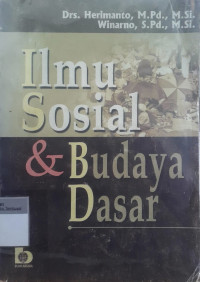 Drs. Herimanto, M.Pd., M.Si.
Winarno, S.Pd., M.Si.
Ilmu
Sosial
& Budaya
Dasar